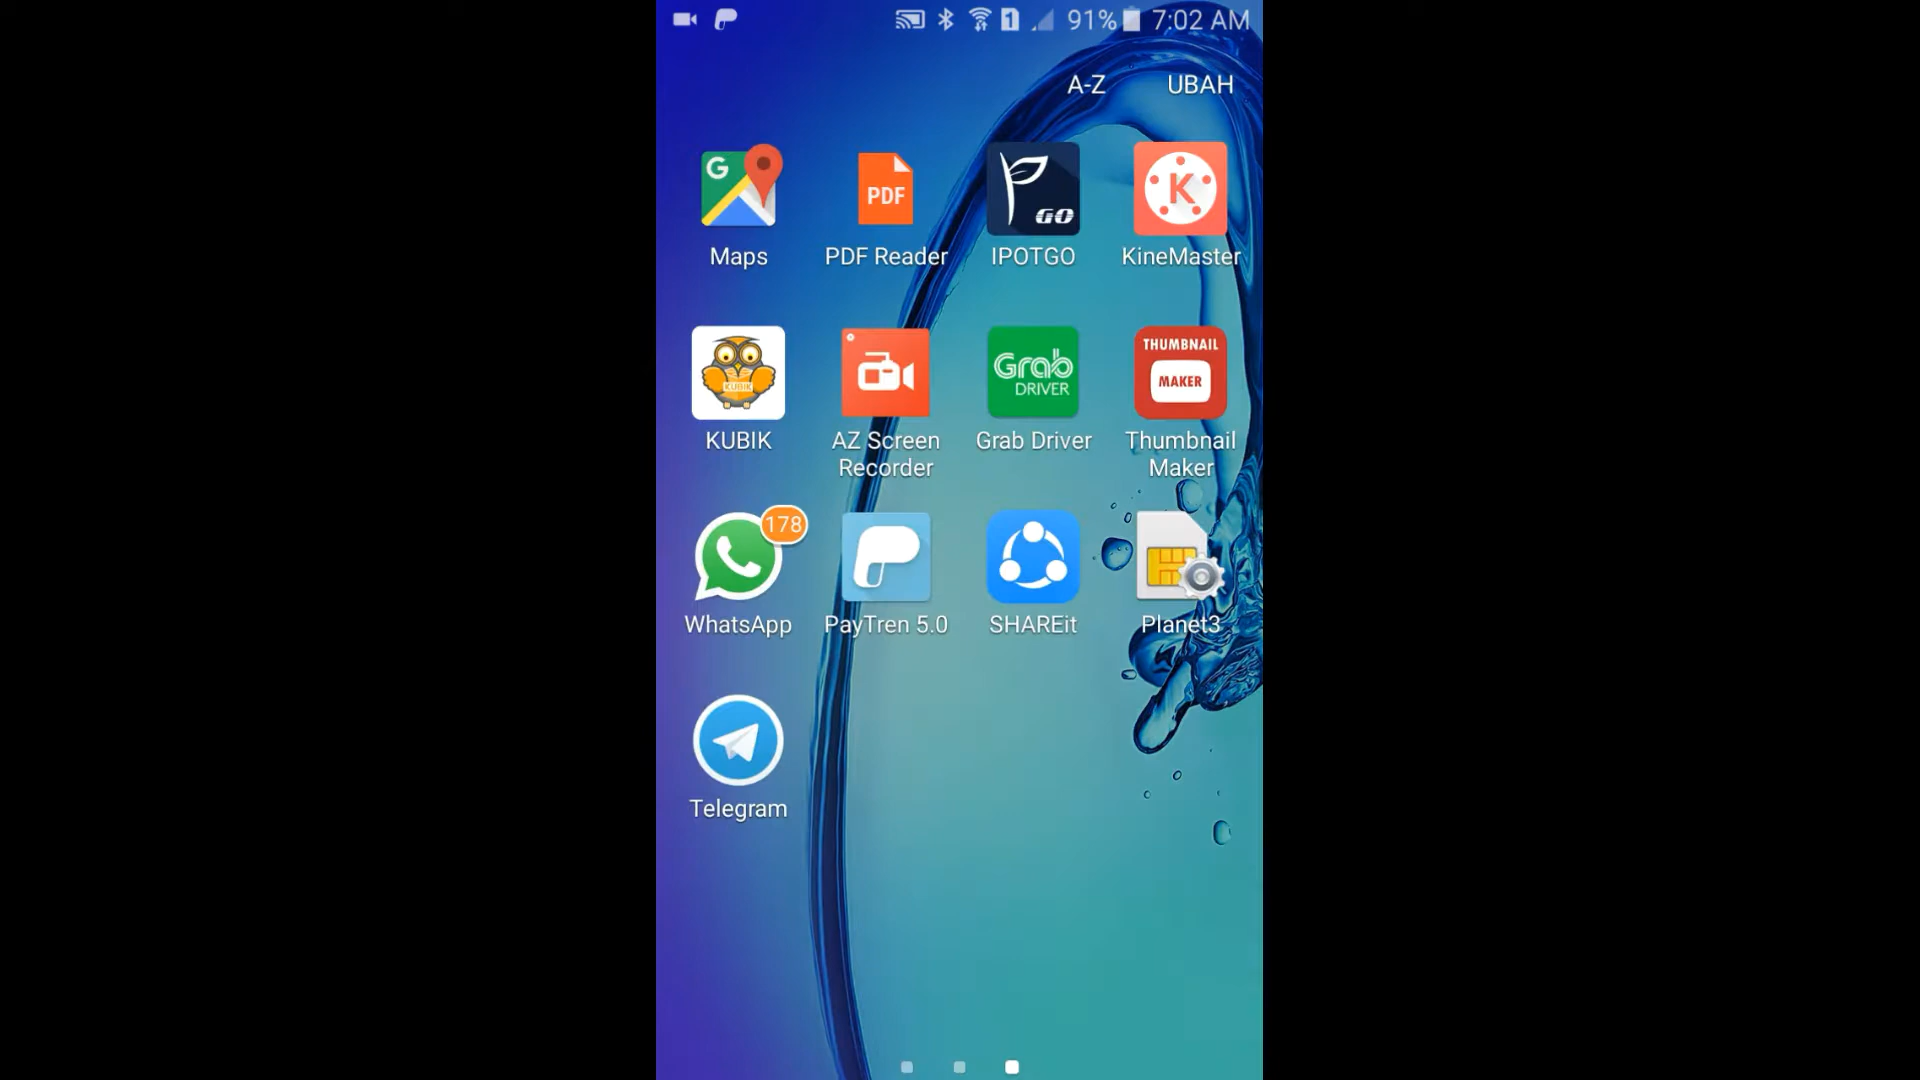 1 91% 7:02 AM
A-Z UBAH
G
PDF
GO
K
Maps PDF Reader IPOTGO KineMaster
KUBIK
Grab
DRIVER
THUMBNAIL
MAKER
KUBIK AZ Screen Recorder Grab Driver Thumbnail Maker
178
WhatsApp PayTren 5.0 SHAREit Planet3
Telegram